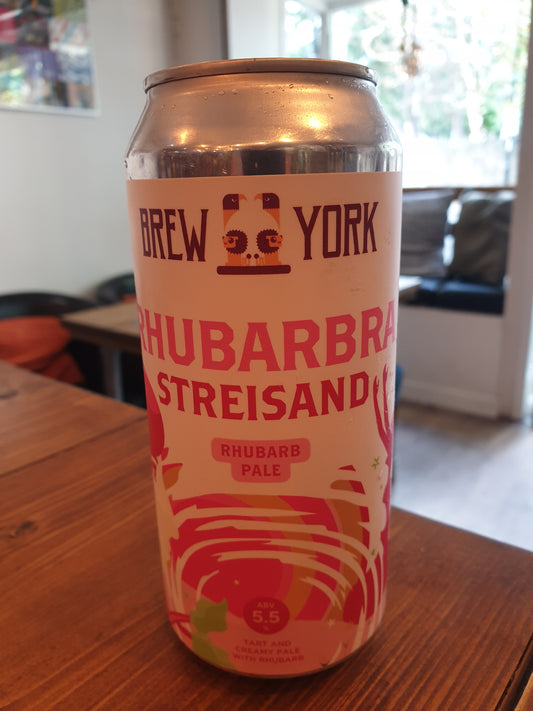 BREW YORK
RHUBARBRA
STREISAND
RHUBARB
PALE
ABV
5.5
TART AND
CREAMY PALE
WITH RHUBARB